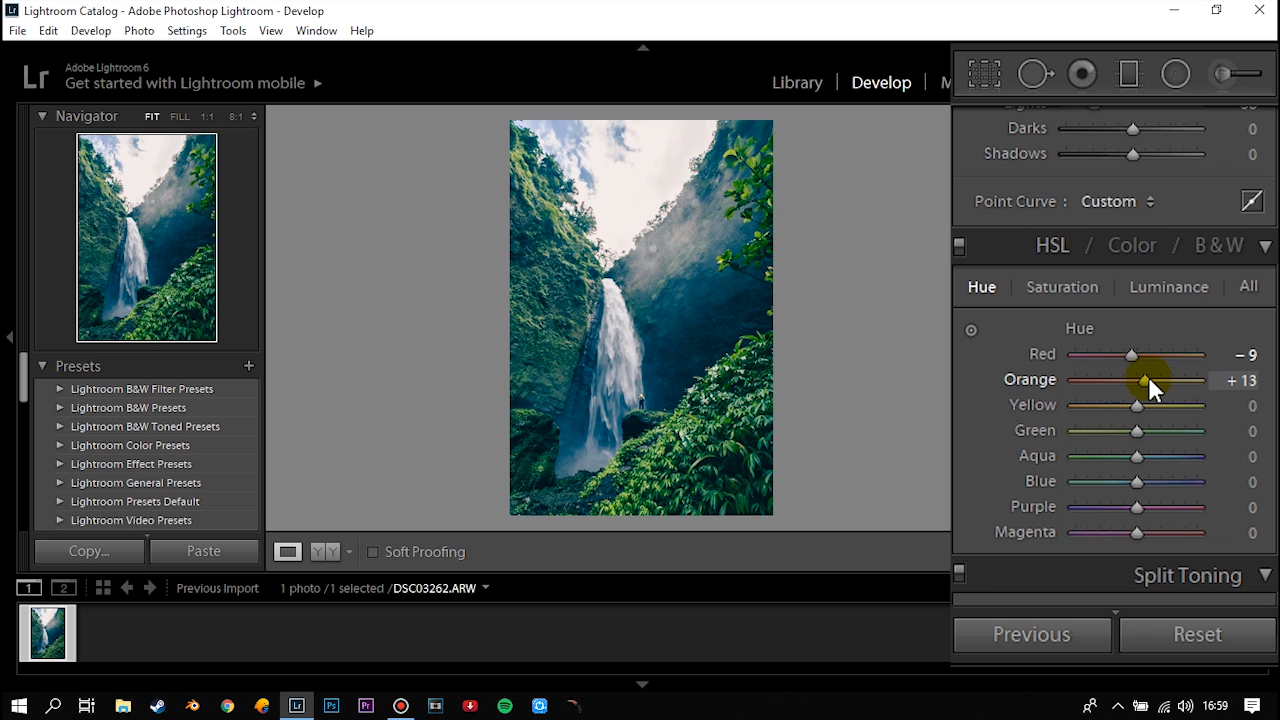 Lr Lightroom Catalog - Adobe Photoshop Lightroom - Develop
File Edit Develop Photo Settings Tools View Window Help
Lr Adobe Lightroom 6
Get started with Lightroom mobile ▶
Library | Develop | M
Navigator FIT FILL 1:1 8:1
Presets +
Lightroom B&W Filter Presets
Lightroom B&W Presets
Lightroom B&W Toned Presets
Lightroom Color Presets
Lightroom Effect Presets
Lightroom General Presets
Lightroom Presets Default
Lightroom Video Presets
Copy... Paste
YY Soft Proofing
Darks 0
Shadows 0
Point Curve : Custom
HSL / Color / B&W
Hue Saturation Luminance All
Hue
Red – 9
Orange + 13
Yellow 0
Green 0
Aqua 0
Blue 0
Purple 0
Magenta 0
Split Toning
Previous Reset
1 2 Previous Import 1 photo /1 selected /DSC03262.ARW
Lr Ps Pr 16:59